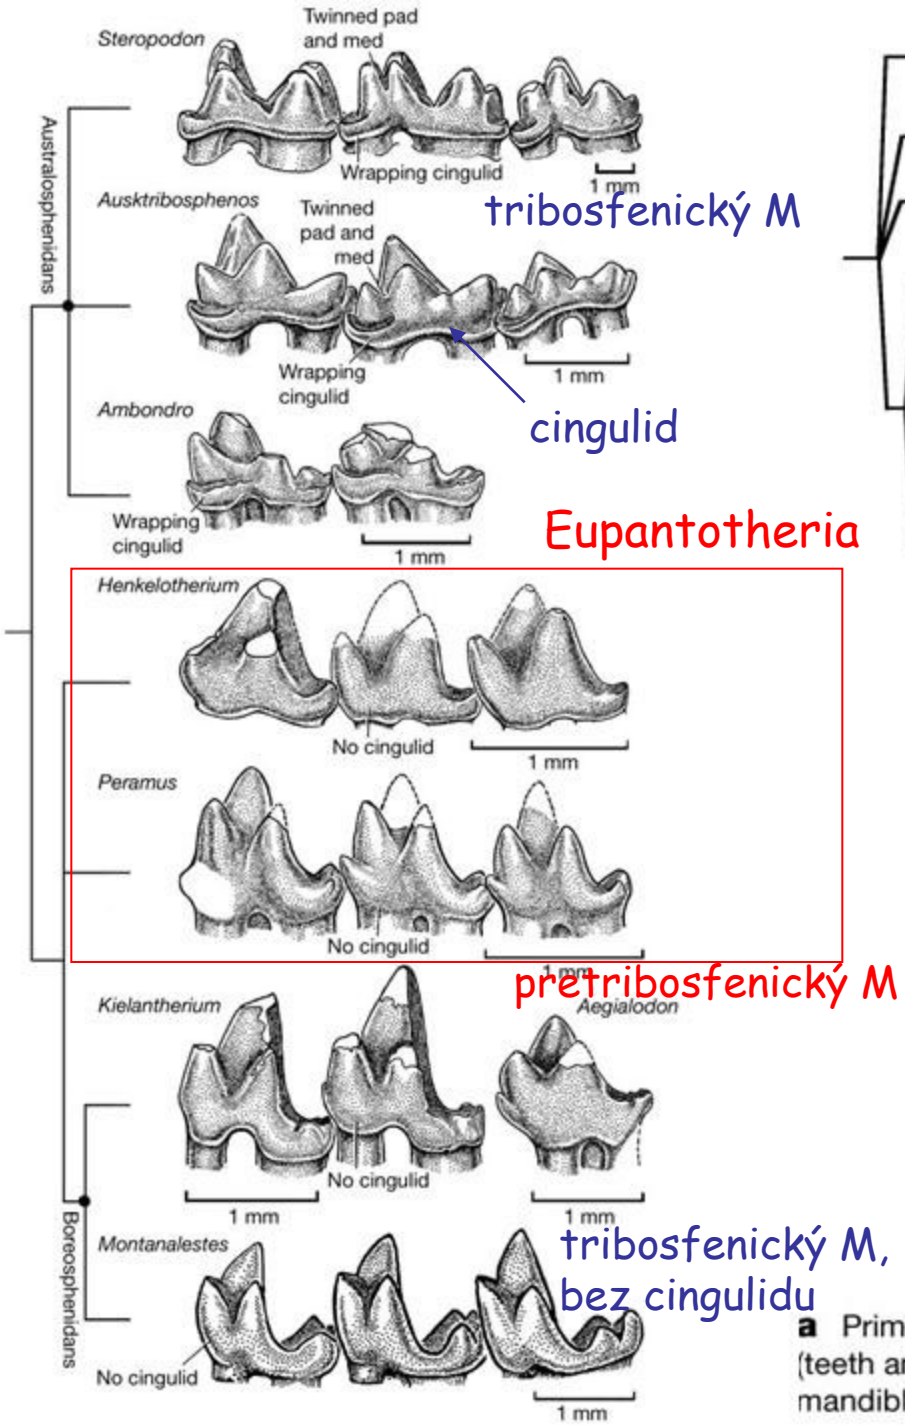 Steropodon
Twinned pad
and med
Wrapping cingulid
1 mm
Australosphenidans
Ausktribosphenos
Twinned
pad and
med
tribosfenický M
Wrapping
cingulid
1 mm
cingulid
Ambondro
Wrapping
cingulid
1 mm
Eupantotheria
Henkelotherium
No cingulid
1 mm
Peramus
No cingulid
1 mm
pretribosfenický M
Kielantherium
Aegialodon
No cingulid
1 mm
1 mm
Boreosphenidans
Montanalestes
tribosfenický M,
bez cingulidu
No cingulid
1 mm
a Prim
(teeth ar
mandibl